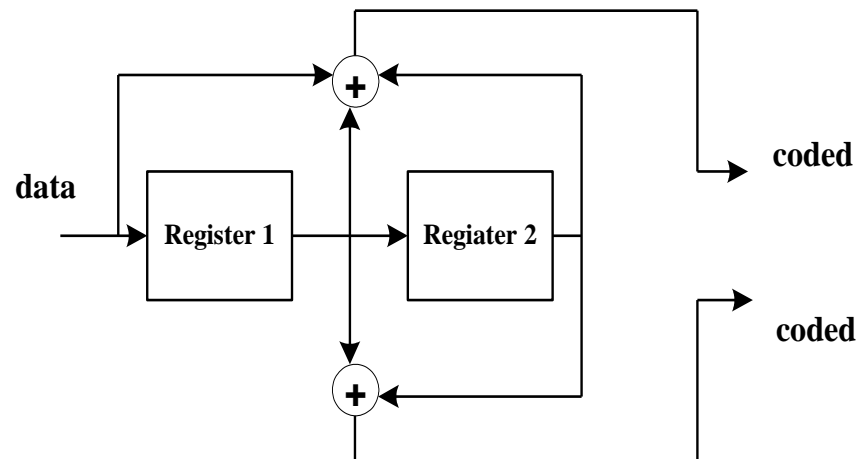 +
coded
data
Register 1
Regiater 2
coded
+